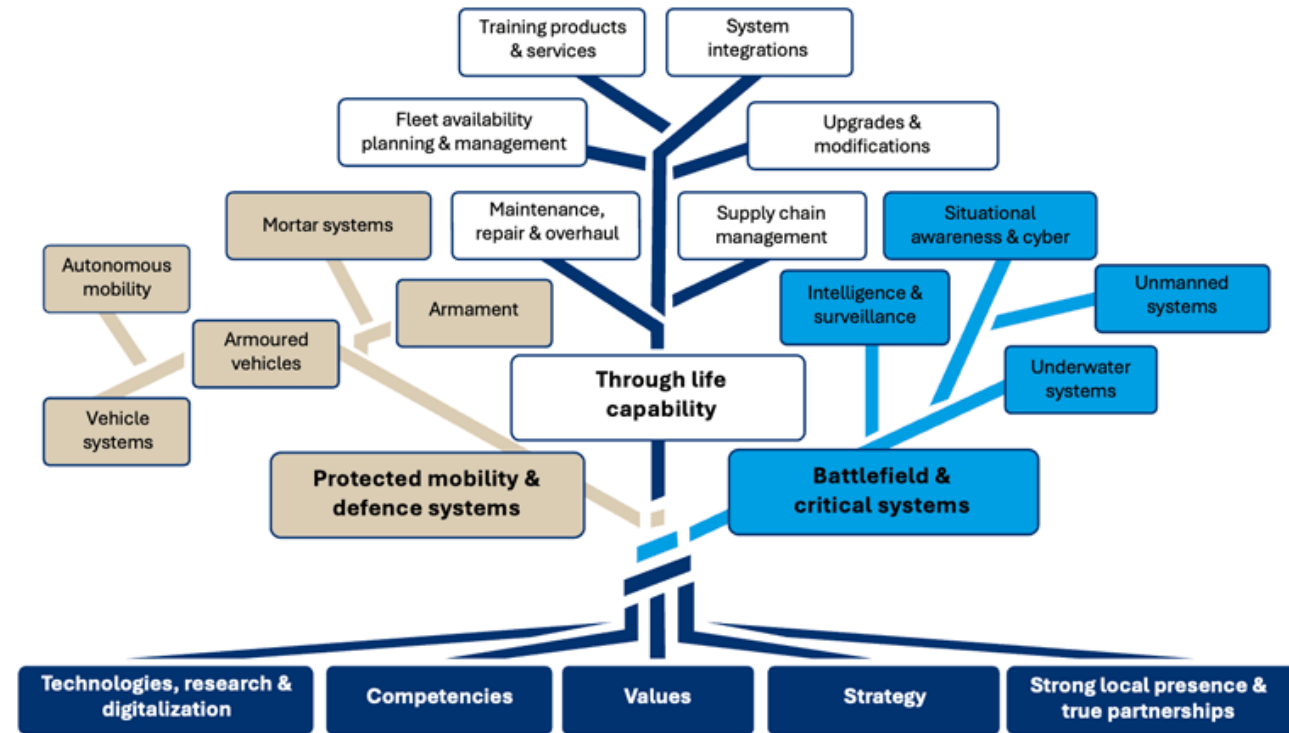 Training products
& services
System
integrations
Fleet availability
planning & management
Upgrades &
modifications
Mortar systems
Maintenance,
repair & overhaul
Supply chain
management
Situational
awareness & cyber
Autonomous
mobility
Armament
Intelligence &
surveillance
Unmanned
systems
Armoured
vehicles
Through life
capability
Underwater
systems
Vehicle
systems
Protected mobility &
defence systems
Battlefield &
critical systems
Technologies, research &
digitalization
Competencies
Values
Strategy
Strong local presence &
true partnerships